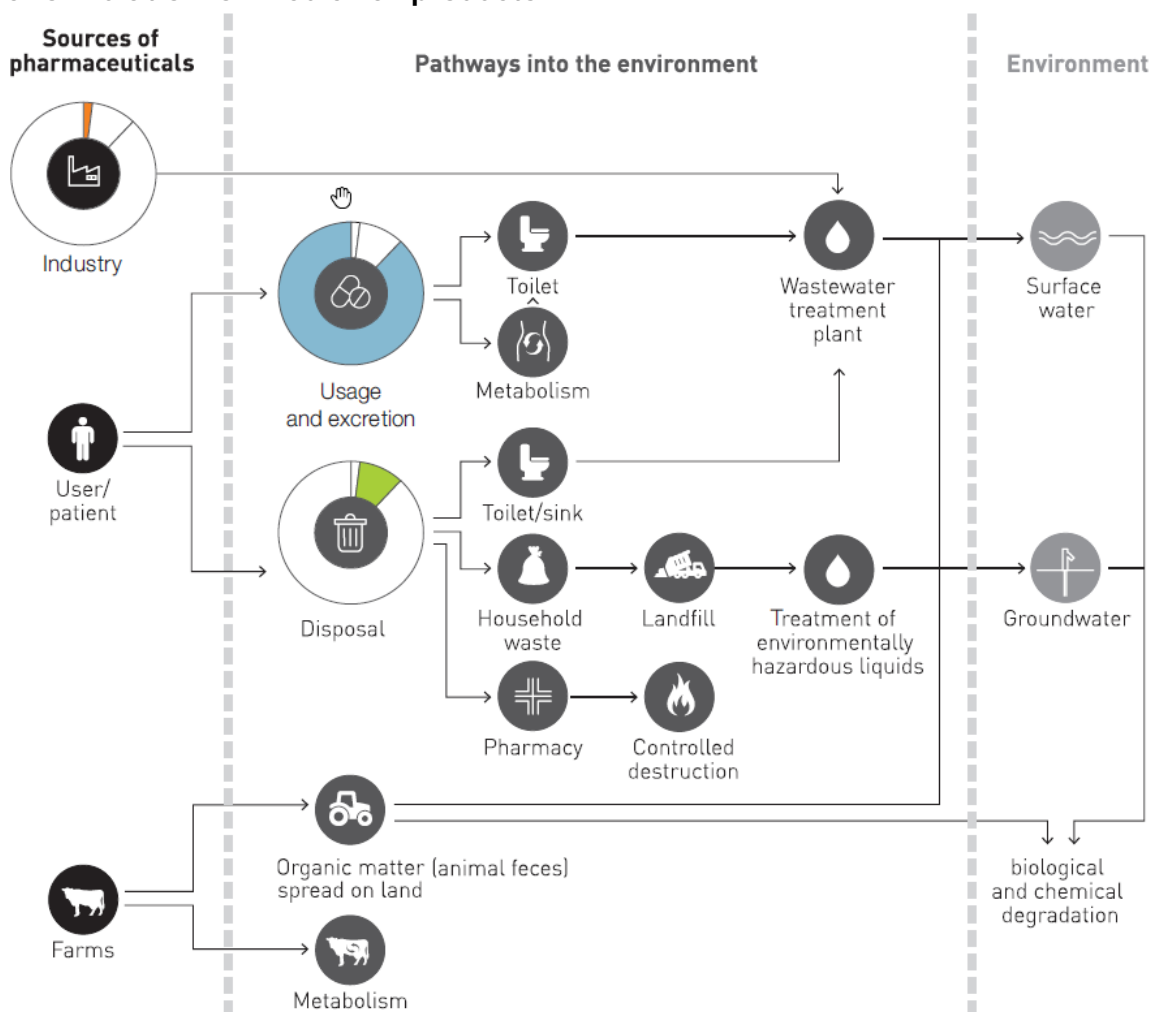 Sources of
pharmaceuticals
Pathways into the environment
Environment
Industry
Toilet
Wastewater
treatment
plant
Surface
water
Metabolism
Usage
and excretion
User/
patient
Toilet/sink
Disposal
Household
waste
Landfill
Treatment of
environmentally
hazardous liquids
Groundwater
Pharmacy
Controlled
destruction
Organic matter (animal feces)
spread on land
biological
and chemical
degradation
Farms
Metabolism